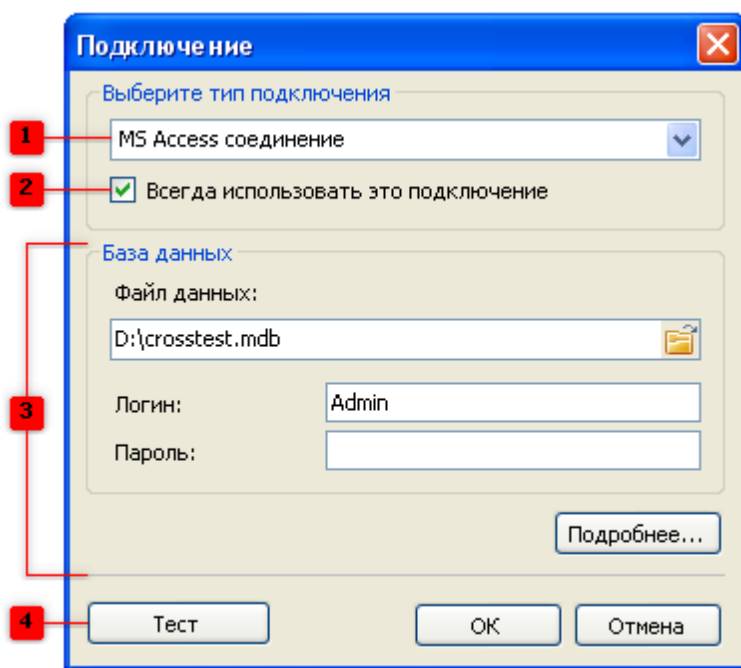 Подключение
Выберите тип подключения
1
MS Access соединение
2
Всегда использовать это подключение
База данных
Файл данных:
D:\crosstest.mdb
3
Логин:
Admin
Пароль:
Подробнее...
4
Тест
ОК
Отмена